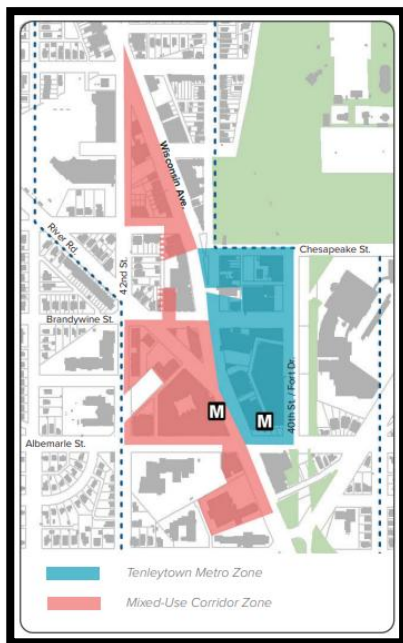 Wisconsin Ave.
Chesapeake St.
River Rd
42nd St.
Brandywine St.
M
M
40th St. / Fort Dr.
Albemarle St.
Tenleytown Metro Zone
Mixed-Use Corridor Zone